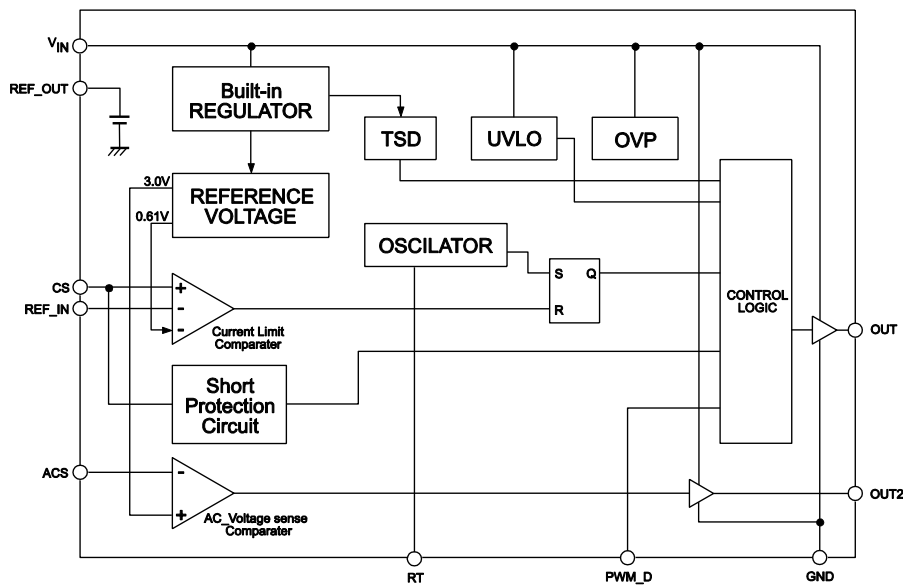 VIN
REF_OUT
Built-in
REGULATOR
TSD
UVLO
OVP
3.0V
REFERENCE
VOLTAGE
0.61V
OSCILATOR
CS
REF_IN
+
-
-
S
Q
R
CONTROL
LOGIC
Current Limit
Comparater
OUT
Short
Protection
Circuit
ACS
-
+
AC_Voltage sense
Comparater
OUT2
RT
PWM_D
GND